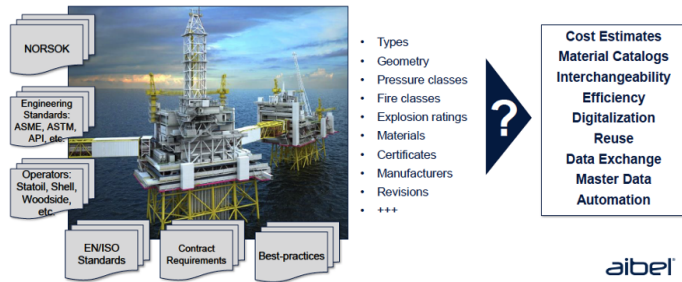 NORSOK
Engineering
Standards:
ASME, ASTM,
API, etc.
Operators:
Statoil, Shell,
Woodside,
etc.
EN/ISO
Standards
Contract
Requirements
Best-practices
• Types
• Geometry
• Pressure classes
• Fire classes
• Explosion ratings
• Materials
• Certificates
• Manufacturers
• Revisions
• +++
?
Cost Estimates
Material Catalogs
Interchangeability
Efficiency
Digitalization
Reuse
Data Exchange
Master Data
Automation
aibel